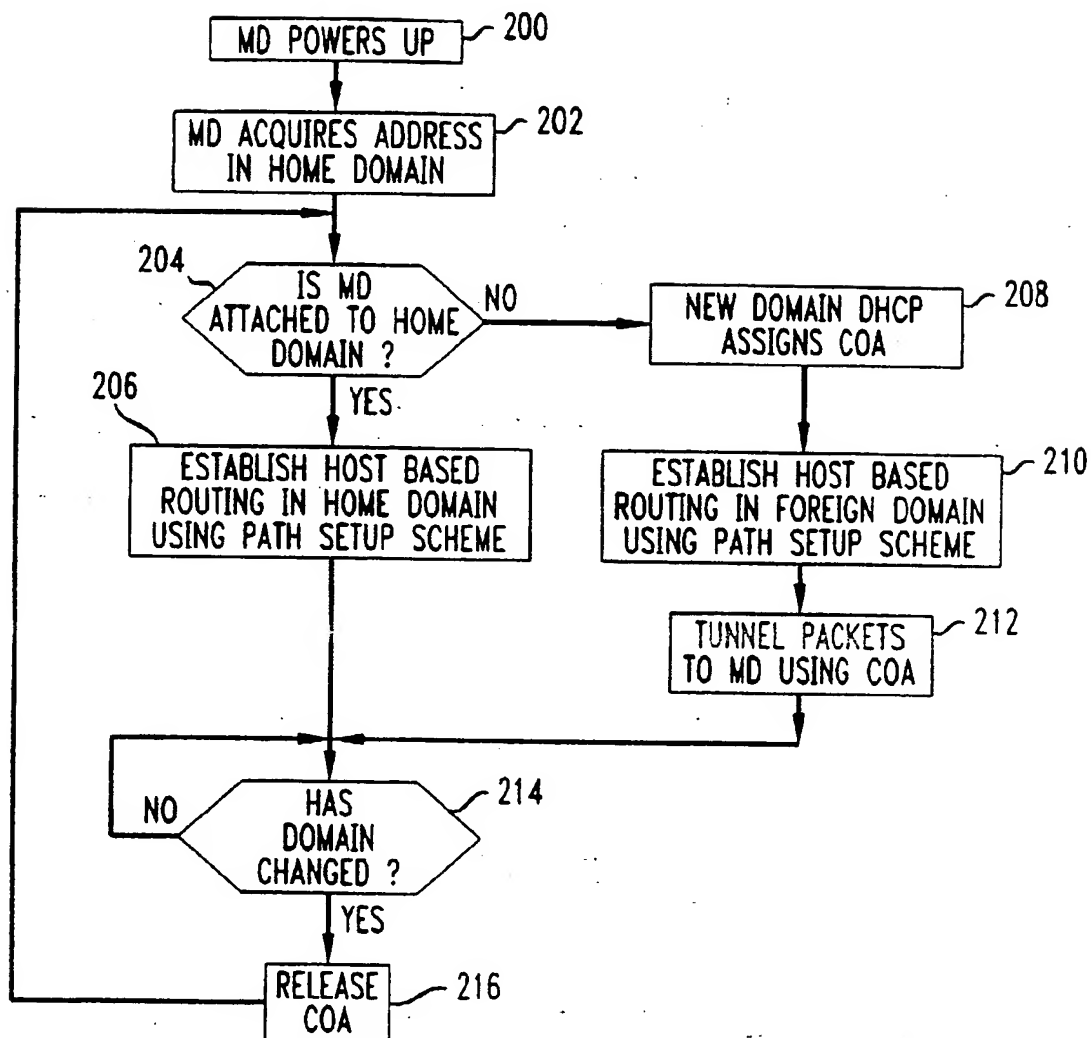 MD POWERS UP
200
MD ACQUIRES ADDRESS
IN HOME DOMAIN
202
204
IS MD
ATTACHED TO HOME
DOMAIN ?
NO
YES
NEW DOMAIN DHCP
ASSIGNS COA
208
206
ESTABLISH HOST BASED
ROUTING IN HOME DOMAIN
USING PATH SETUP SCHEME
ESTABLISH HOST BASED
ROUTING IN FOREIGN DOMAIN
USING PATH SETUP SCHEME
210
TUNNEL PACKETS
TO MD USING COA
212
HAS
DOMAIN
CHANGED ?
214
NO
YES
RELEASE
COA
216